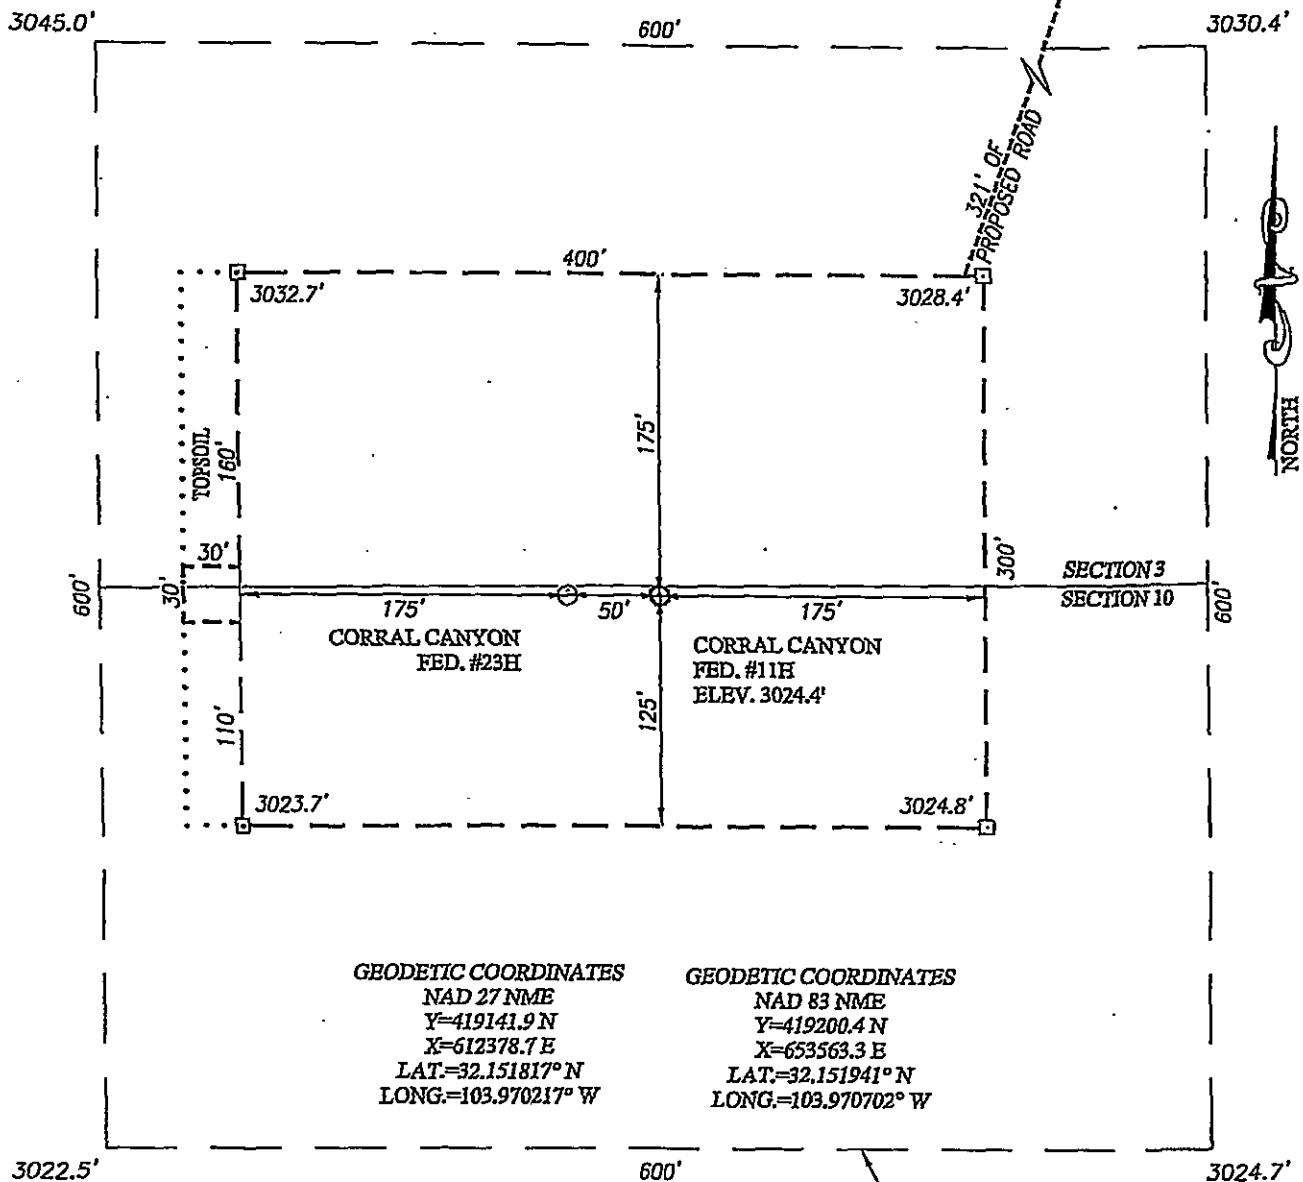 3045.0'
600'
3030.4'
321' OF
PROPOSED ROAD
400'
3032.7'
3028.4'
NORTH
TOPSOIL
160'
175'
30'
300'
SECTION 3
600'
30'
SECTION 10
600'
175'
50'
175'
CORRAL CANYON
FED. #23H
CORRAL CANYON
FED. #11H
ELEV. 3024.4'
110'
125'
3023.7'
3024.8'
GEODETIC COORDINATES
NAD 27 NME
Y=419141.9 N
X=612378.7 E
LAT.=32.151817° N
LONG.=103.970217° W
GEODETIC COORDINATES
NAD 83 NME
Y=419200.4 N
X=653563.3 E
LAT.=32.151941° N
LONG.=103.970702° W
3022.5'
600'
3024.7'